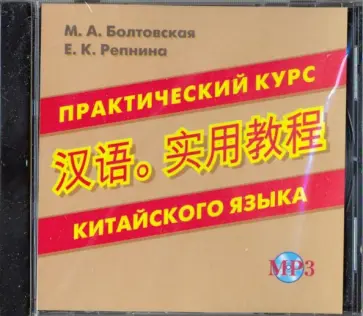 М. А. Болтовская
Е. К. Репнина
ПРАКТИЧЕСКИЙ КУРС
汉语。实用教程
КИТАЙСКОГО ЯЗЫКА
MP3